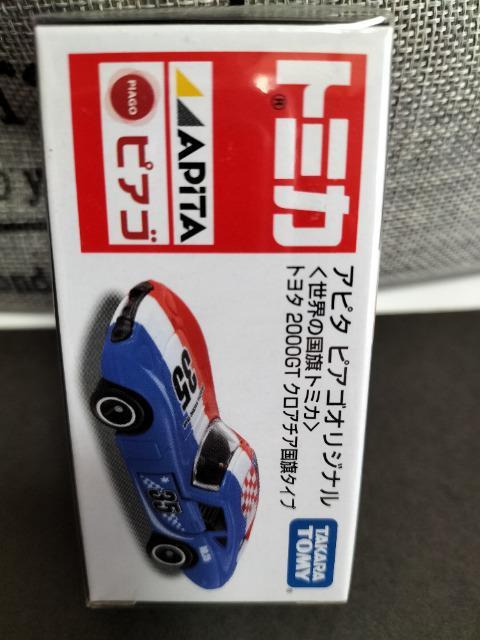 トミカ®
APiTA
PIAGO
ピアゴ
アピタ ピアゴオリジナル
〈世界の国旗トミカ〉
トヨタ 2000GT クロアチア国旗タイプ
35
35
TAKARA
TOMY